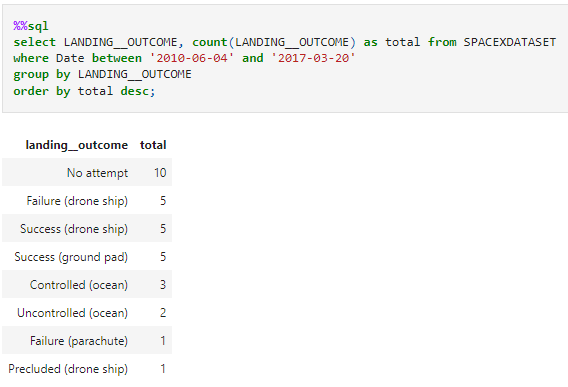 %%sql
select LANDING__OUTCOME, count(LANDING__OUTCOME) as total from SPACEXDATASET
where Date between '2010-06-04' and '2017-03-20'
group by LANDING__OUTCOME
order by total desc;
landing__outcome total
No attempt 10
Failure (drone ship) 5
Success (drone ship) 5
Success (ground pad) 5
Controlled (ocean) 3
Uncontrolled (ocean) 2
Failure (parachute) 1
Precluded (drone ship) 1